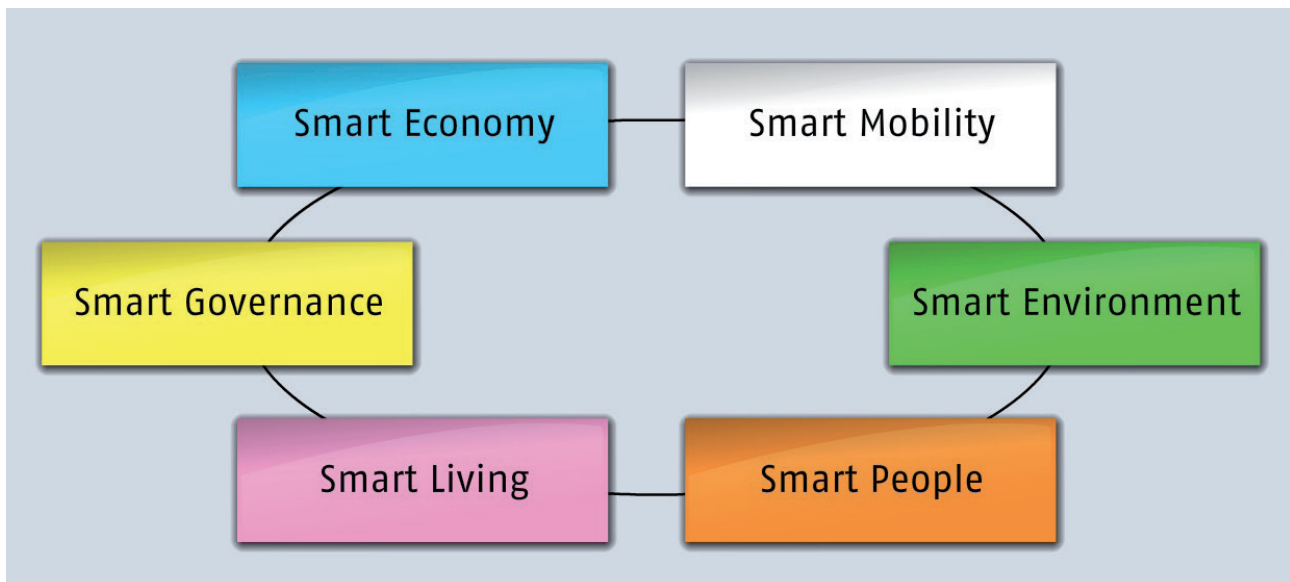 Smart Economy
Smart Mobility
Smart Governance
Smart Environment
Smart Living
Smart People